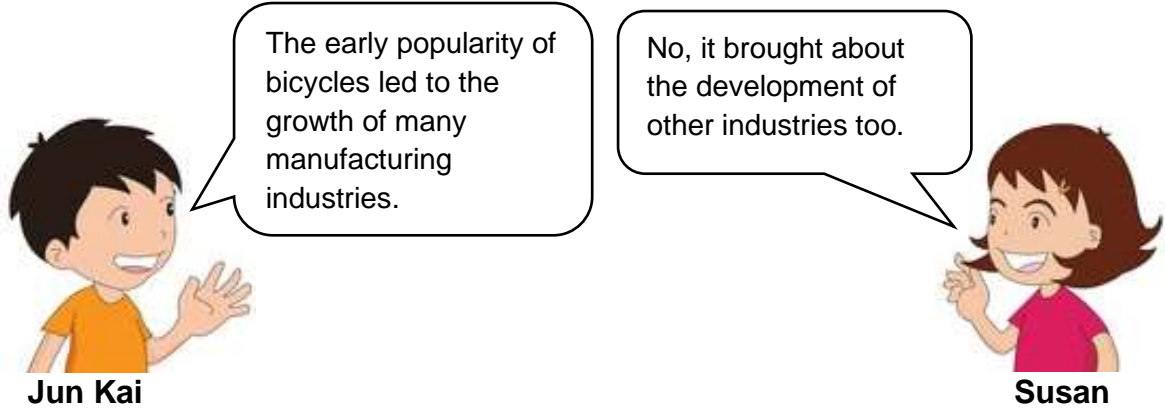 The early popularity of
bicycles led to the
growth of many
manufacturing
industries.
No, it brought about
the development of
other industries too.
Jun Kai
Susan